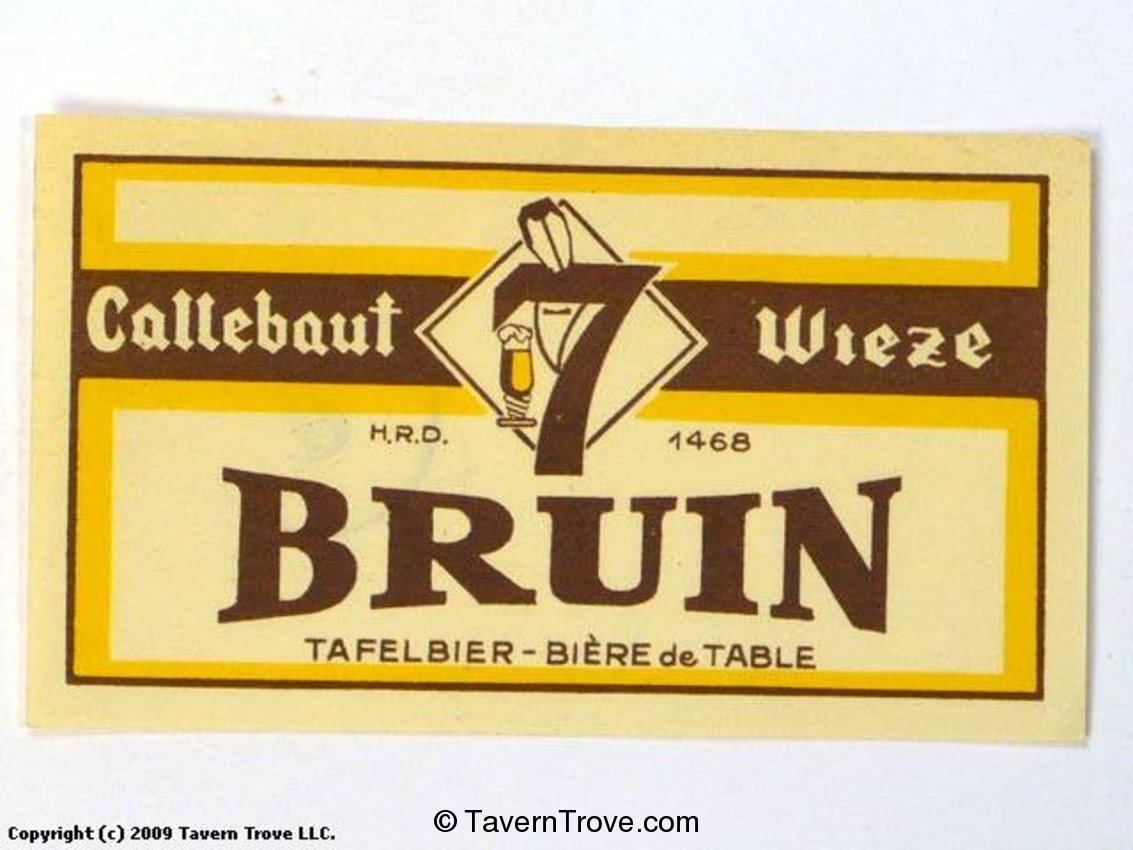 Callebaut 7 Wieze
H.R.D. 1468
BRUIN
TAFELBIER - BIÈRE de TABLE
Copyright (c) 2009 Tavern Trove LLC.
© TavernTrove.com